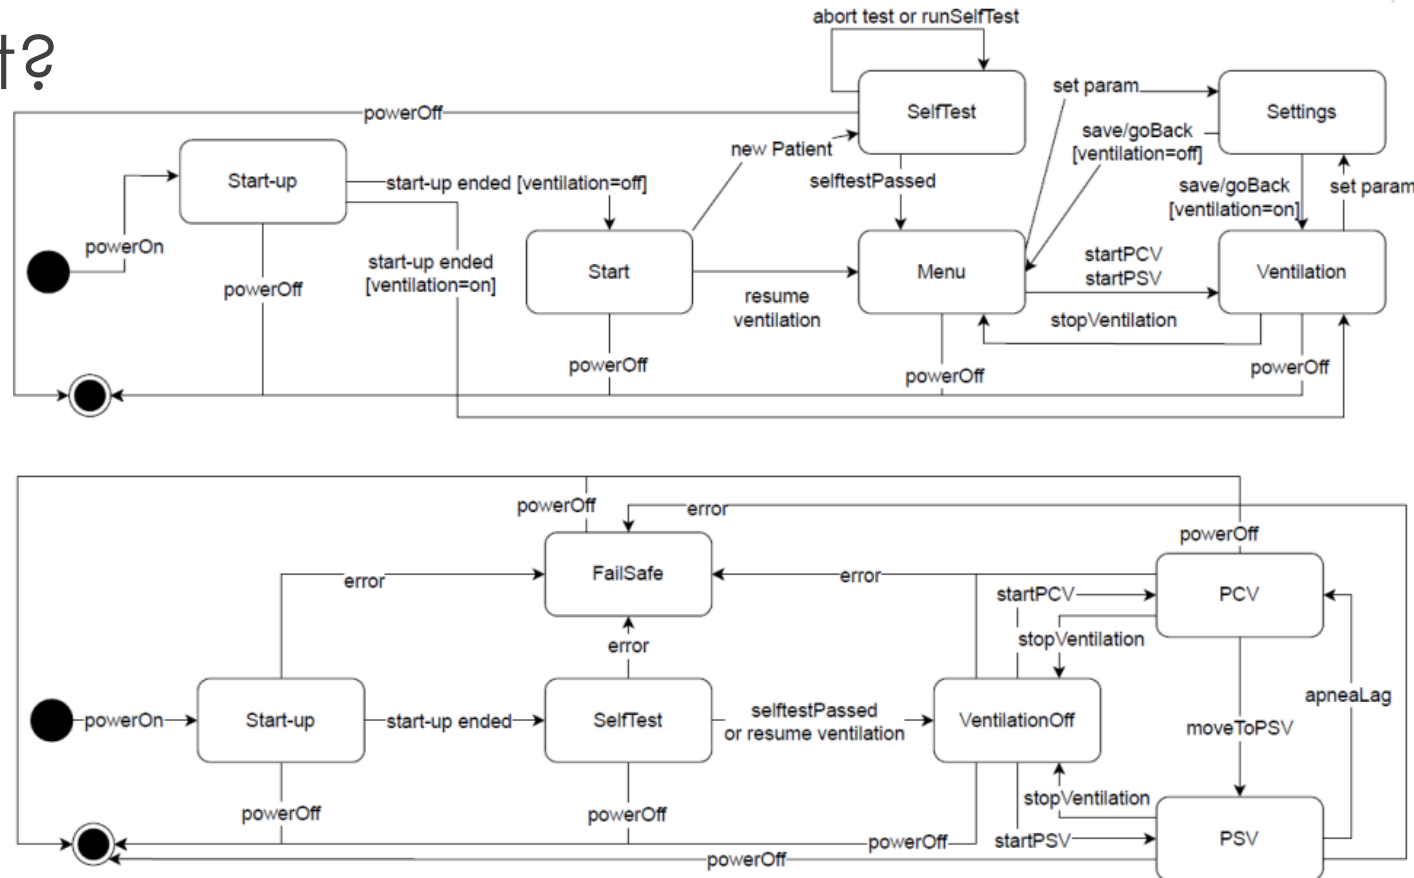 t?
abort test or runSelfTest
SelfTest
set param
Settings
powerOff
new Patient
save/goBack
[ventilation=off]
Start-up
start-up ended [ventilation=off]
selftestPassed
save/goBack
[ventilation=on]
set param
powerOn
start-up ended
[ventilation=on]
Start
Menu
startPCV
startPSV
Ventilation
powerOff
resume
ventilation
stopVentilation
powerOff
powerOff
powerOff
powerOff
error
powerOff
FailSafe
error
error
startPCV
PCV
error
stopVentilation
apneaLag
powerOn
Start-up
start-up ended
SelfTest
selftestPassed
or resume ventilation
VentilationOff
moveToPSV
powerOff
powerOff
stopVentilation
powerOff
startPSV
PSV
powerOff